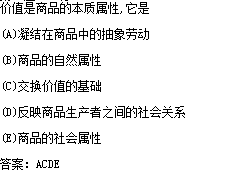 价值是商品的本质属性,它是
(A)凝结在商品中的抽象劳动
(B)商品的自然属性
(C)交换价值的基础
(D)反映商品生产者之间的社会关系
(E)商品的社会属性
答案: ACDE